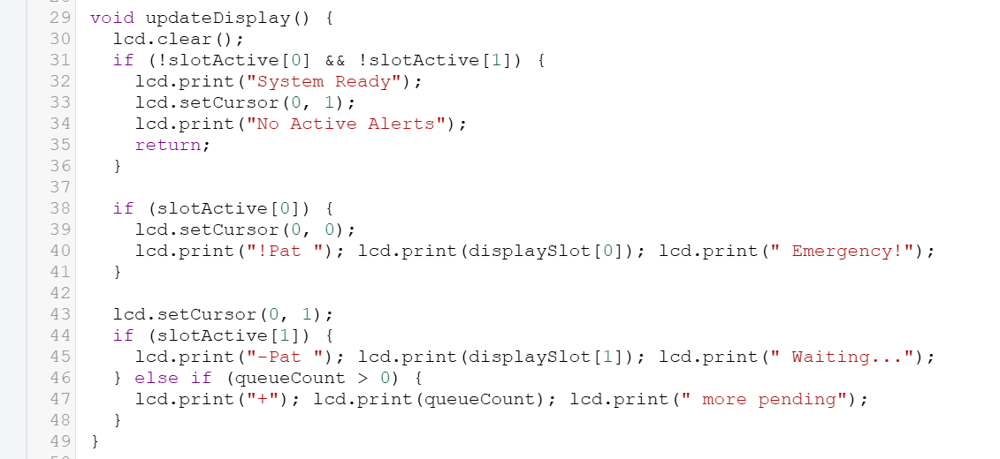 29 void updateDisplay() {
30   lcd.clear();
31   if (!slotActive[0] && !slotActive[1]) {
32     lcd.print("System Ready");
33     lcd.setCursor(0, 1);
34     lcd.print("No Active Alerts");
35     return;
36   }
37
38   if (slotActive[0]) {
39     lcd.setCursor(0, 0);
40     lcd.print("!Pat "); lcd.print(displaySlot[0]); lcd.print(" Emergency!");
41   }
42
43   lcd.setCursor(0, 1);
44   if (slotActive[1]) {
45     lcd.print("-Pat "); lcd.print(displaySlot[1]); lcd.print(" Waiting...");
46   } else if (queueCount > 0) {
47     lcd.print("+"); lcd.print(queueCount); lcd.print(" more pending");
48   }
49 }